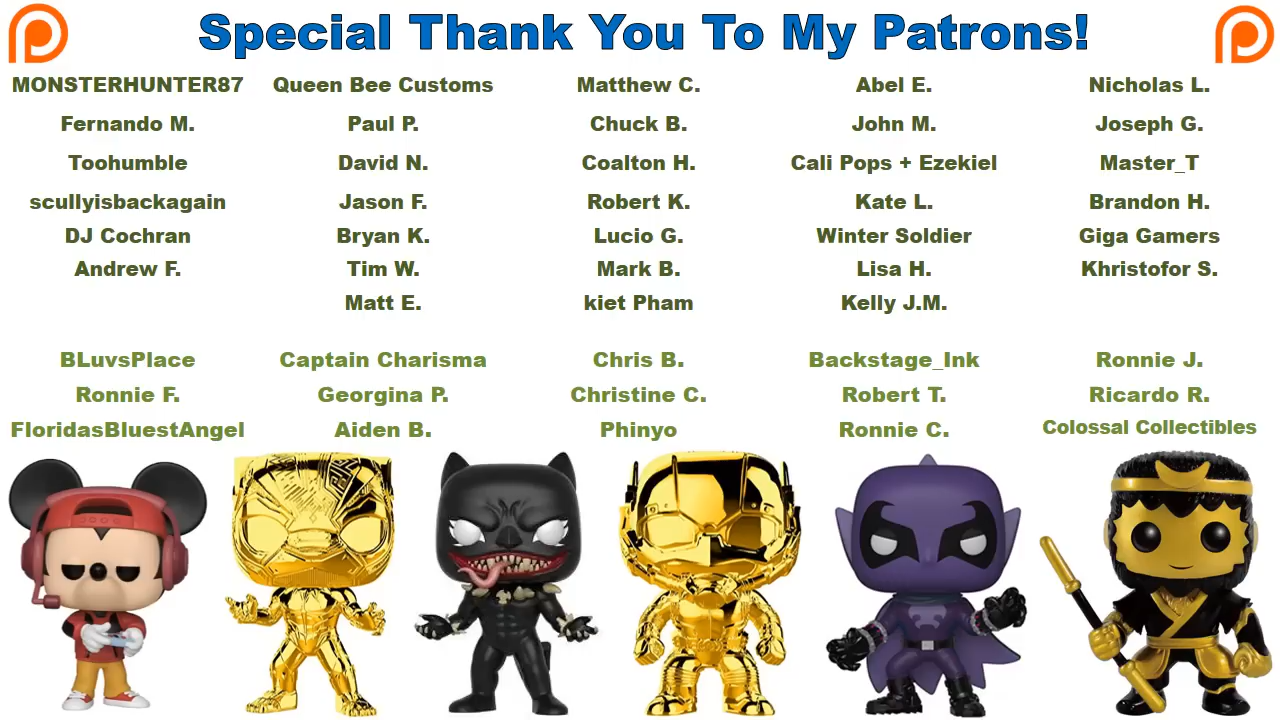 Special Thank You To My Patrons!
MONSTERHUNTER87 Queen Bee Customs Matthew C. Abel E. Nicholas L.
Fernando M. Paul P. Chuck B. John M. Joseph G.
Toohumble David N. Coalton H. Cali Pops + Ezekiel Master_T
scullyisbackagain Jason F. Robert K. Kate L. Brandon H.
DJ Cochran Bryan K. Lucio G. Winter Soldier Giga Gamers
Andrew F. Tim W. Mark B. Lisa H. Khristofor S.
Matt E. kiet Pham Kelly J.M.
BLuvsPlace Captain Charisma Chris B. Backstage_Ink Ronnie J.
Ronnie F. Georgina P. Christine C. Robert T. Ricardo R.
FloridasBluestAngel Aiden B. Phinyo Ronnie C. Colossal Collectibles